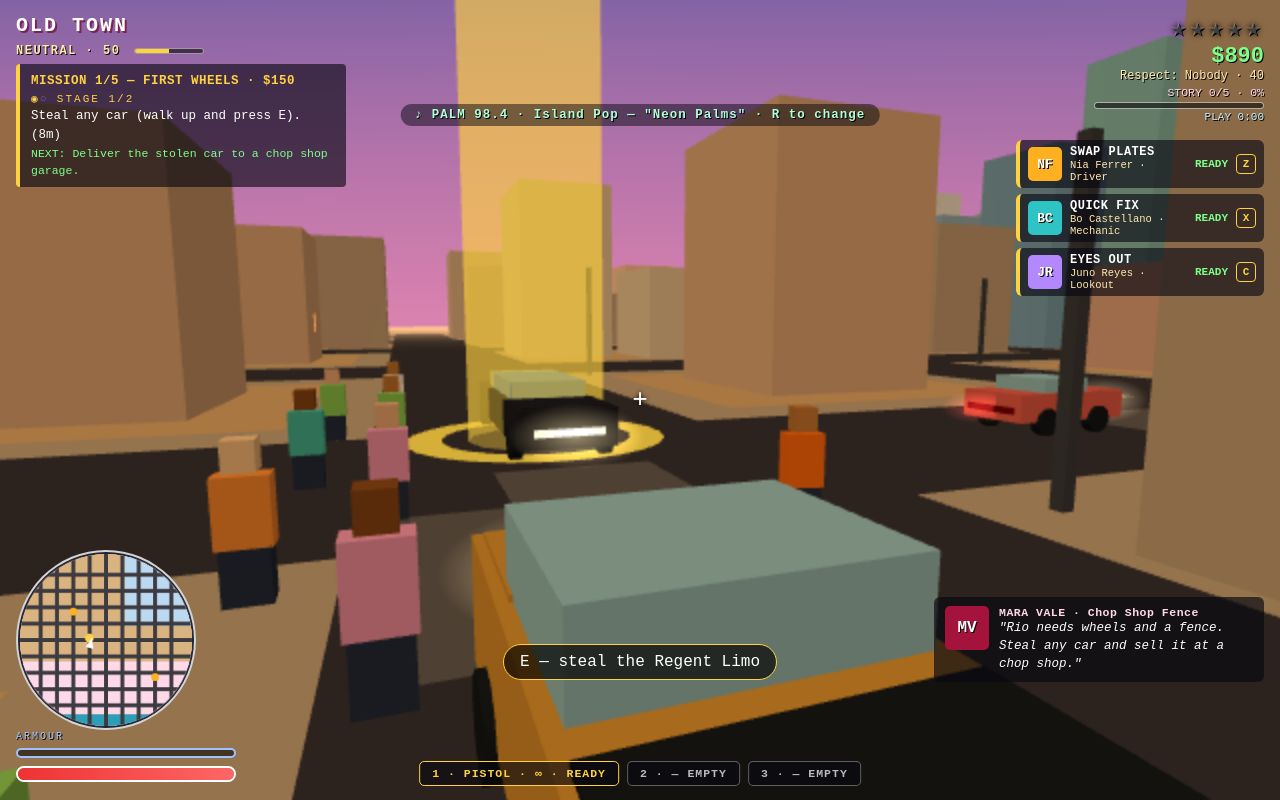 OLD TOWN
NEUTRAL · 50
MISSION 1/5 — FIRST WHEELS · $150
◉○ STAGE 1/2
Steal any car (walk up and press E).
(8m)
NEXT: Deliver the stolen car to a chop shop
garage.
♪ PALM 98.4 · Island Pop — "Neon Palms" · R to change
★★★★★
$890
Respect: Nobody · 40
STORY 0/5 · 0%
PLAY 0:00
NF
SWAP PLATES
Nia Ferrer ·
Driver
READY
Z
BC
QUICK FIX
Bo Castellano ·
Mechanic
READY
X
JR
EYES OUT
Juno Reyes ·
Lookout
READY
C
MV
MARA VALE · Chop Shop Fence
"Rio needs wheels and a fence.
Steal any car and sell it at a
chop shop."
E — steal the Regent Limo
ARMOUR
1 · PISTOL · ∞ · READY
2 · — EMPTY
3 · — EMPTY